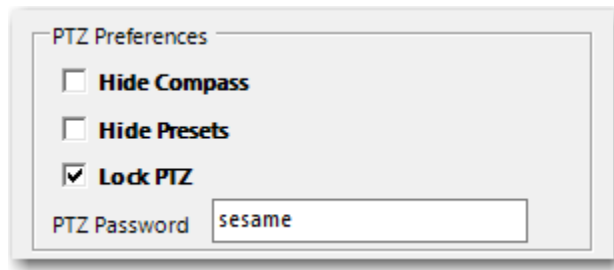 PTZ Preferences
Hide Compass
Hide Presets
Lock PTZ
PTZ Password sesame